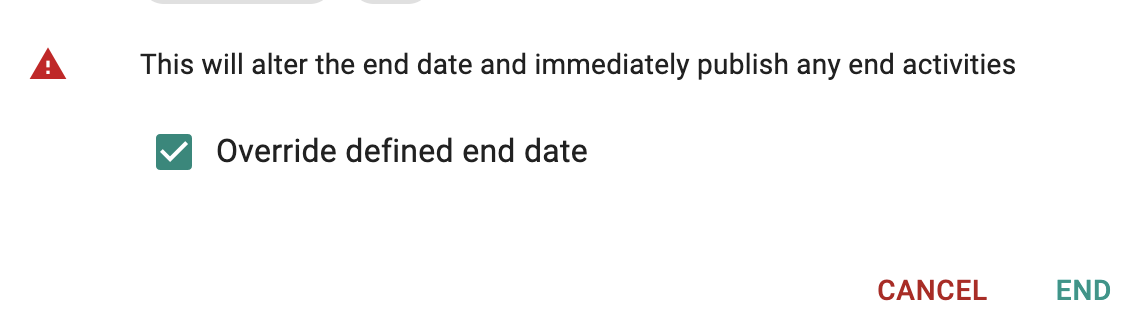 This will alter the end date and immediately publish any end activities
Override defined end date
CANCEL
END